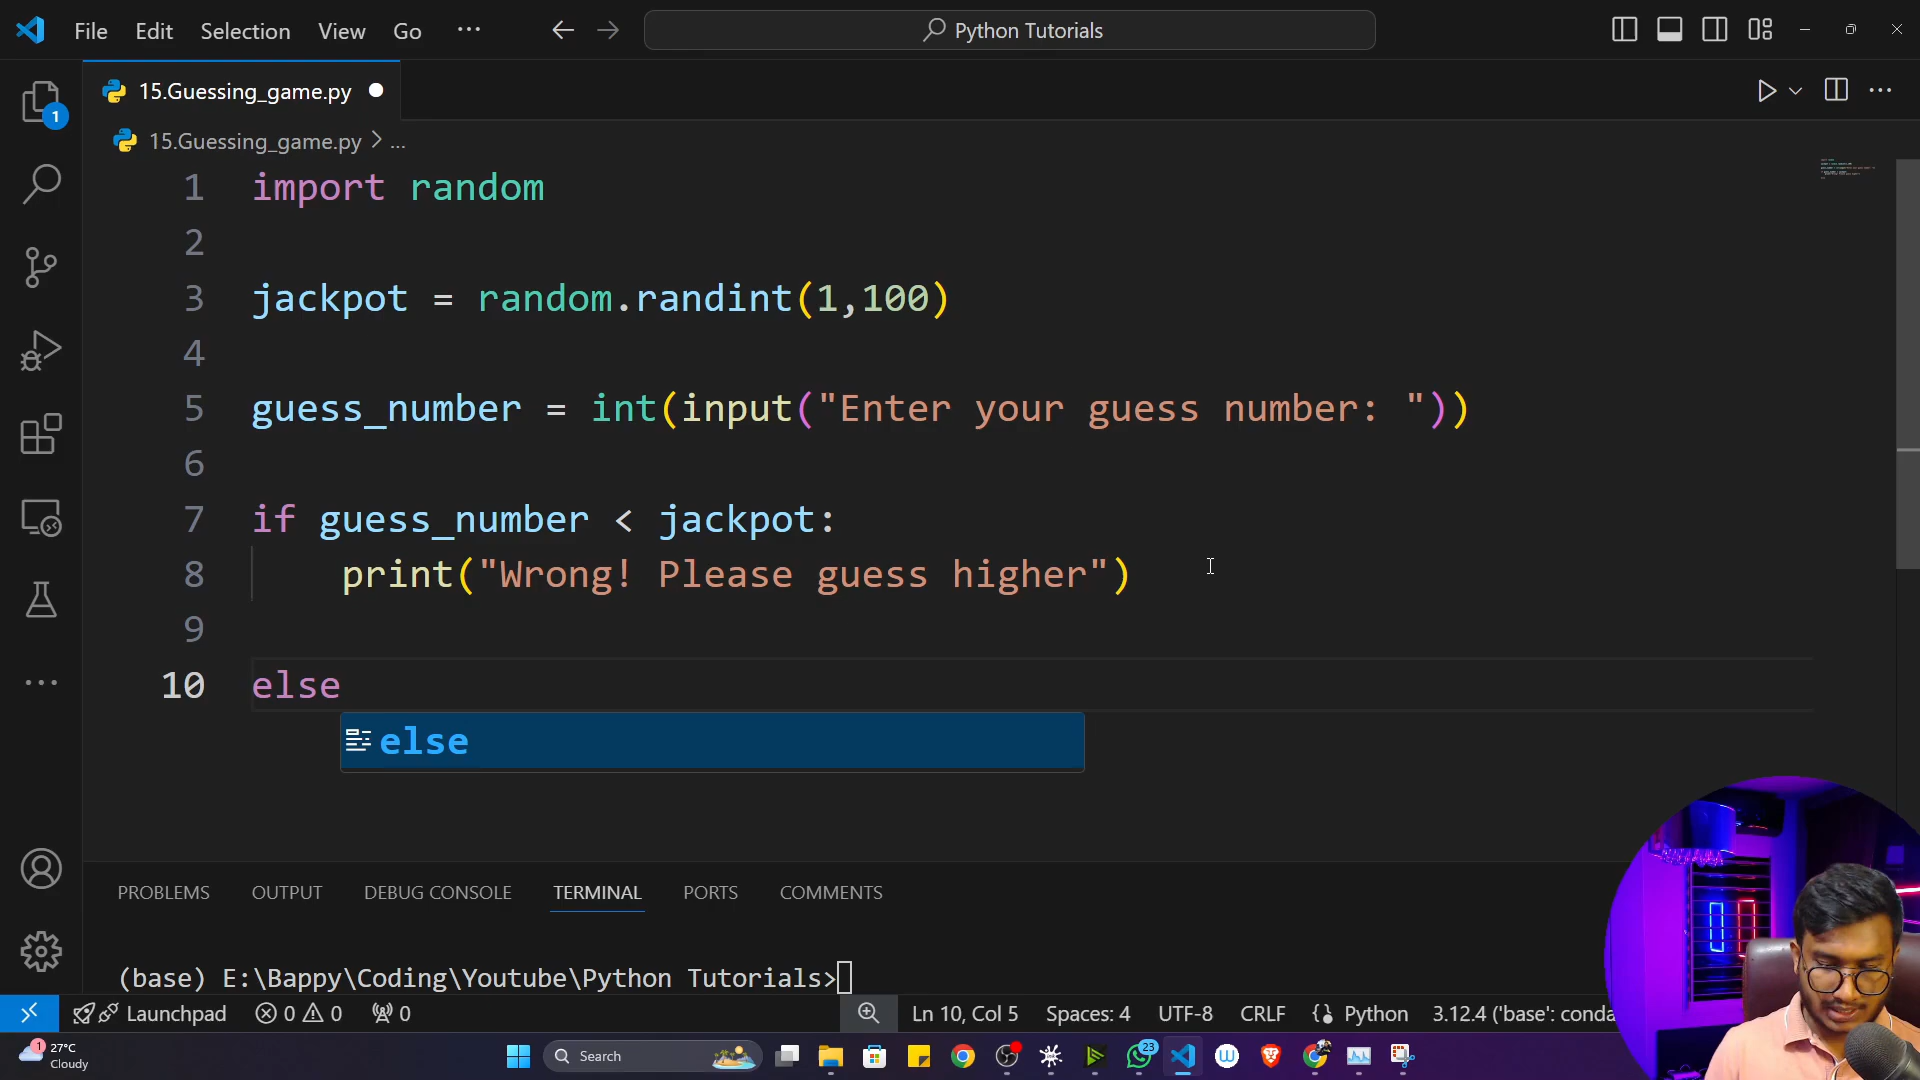 File Edit Selection View Go ··· Python Tutorials
15.Guessing_game.py
1
15.Guessing_game.py > ...
1 import random
2
3 jackpot = random.randint(1,100)
4
5 guess_number = int(input("Enter your guess number: "))
6
7 if guess_number < jackpot:
8 print("Wrong! Please guess higher")
9
10 else
else
PROBLEMS OUTPUT DEBUG CONSOLE TERMINAL PORTS COMMENTS
(base) E:\Bappy\Coding\Youtube\Python Tutorials>
Launchpad 0 0 0 Ln 10, Col 5 Spaces: 4 UTF-8 CRLF {} Python 3.12.4 ('base': conda
1 27°C Search 23
Cloudy